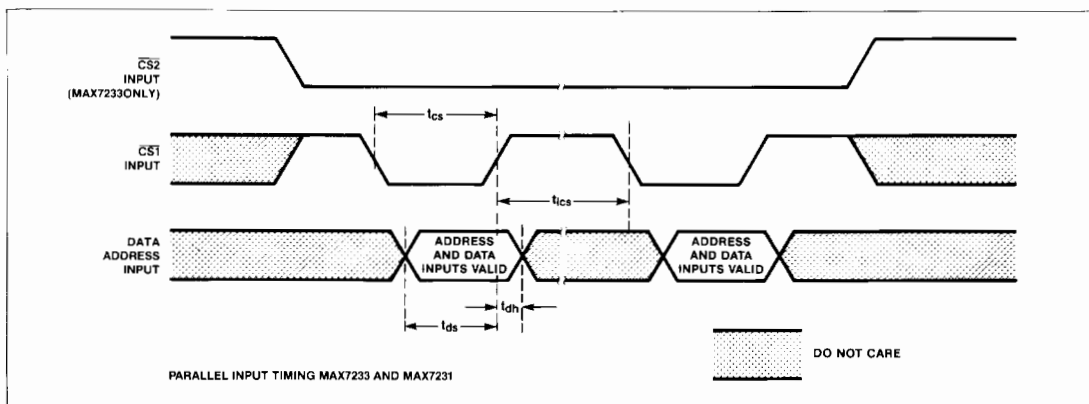 CS2
INPUT
(MAX7233ONLY)
tcs
CS1
INPUT
tics
DATA
ADDRESS
INPUT
ADDRESS
AND DATA
INPUTS VALID
ADDRESS
AND DATA
INPUTS VALID
tdh
tds
DO NOT CARE
PARALLEL INPUT TIMING MAX7233 AND MAX7231